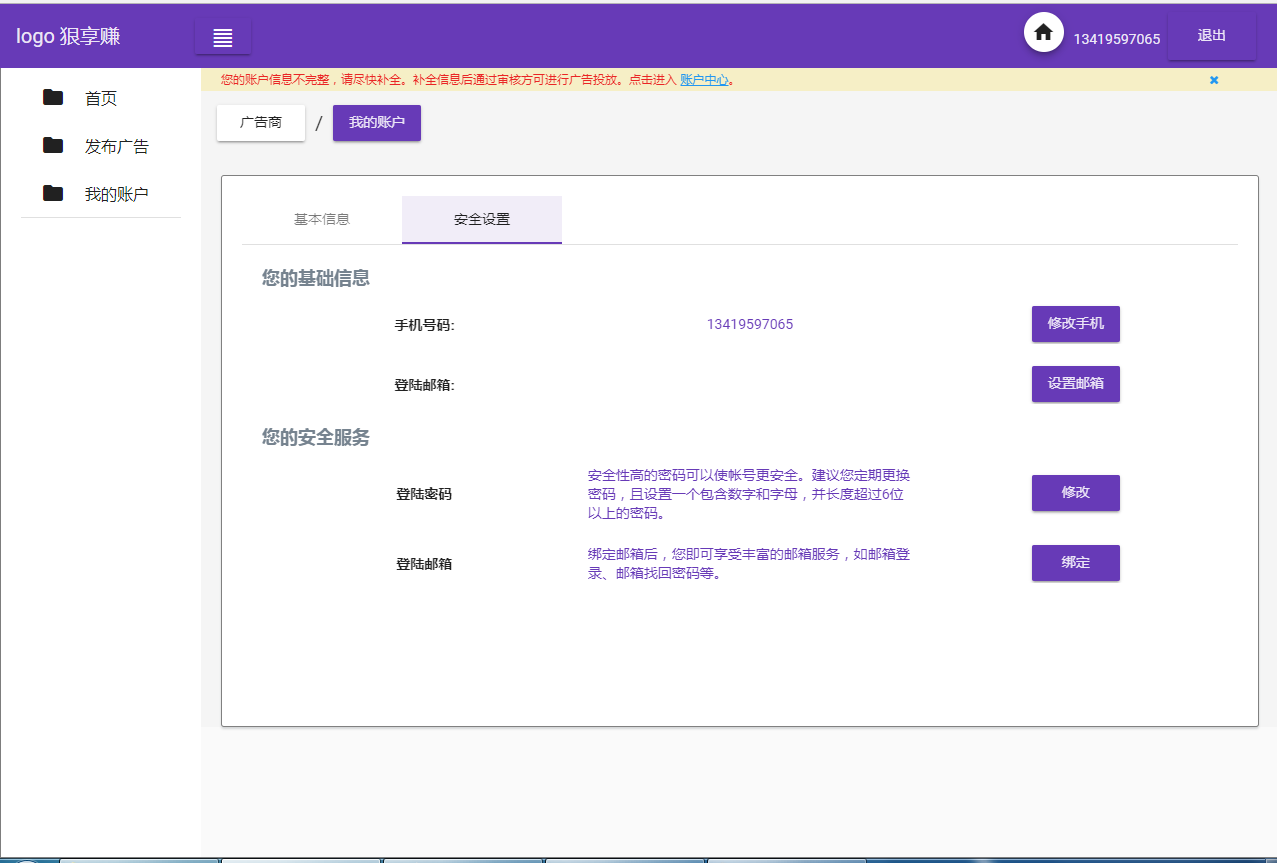 logo 狠享赚
13419597065
退出
首页
发布广告
我的账户
您的账户信息不完整，请尽快补全。补全信息后通过审核方可进行广告投放。点击进入 账户中心。
广告商 / 我的账户
基本信息
安全设置
您的基础信息
手机号码:
13419597065
修改手机
登陆邮箱:
设置邮箱
您的安全服务
登陆密码
安全性高的密码可以使帐号更安全。建议您定期更换
密码，且设置一个包含数字和字母，并长度超过6位
以上的密码。
修改
登陆邮箱
绑定邮箱后，您即可享受丰富的邮箱服务，如邮箱登
录、邮箱找回密码等。
绑定